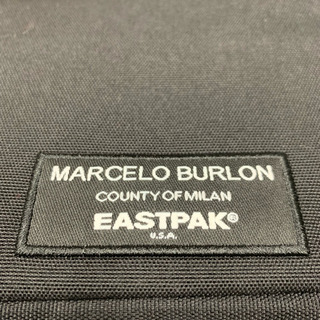 MARCELO BURLON
COUNTY OF MILAN
EASTPAK®
U.S.A.